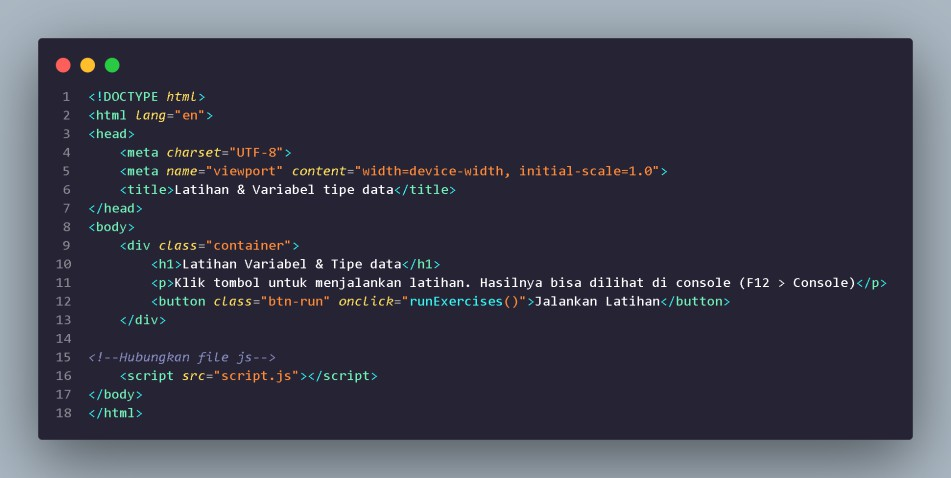 1 <!DOCTYPE html>
2 <html lang="en">
3 <head>
4     <meta charset="UTF-8">
5     <meta name="viewport" content="width=device-width, initial-scale=1.0">
6     <title>Latihan & Variabel tipe data</title>
7 </head>
8 <body>
9     <div class="container">
10         <h1>Latihan Variabel & Tipe data</h1>
11         <p>Klik tombol untuk menjalankan latihan. Hasilnya bisa dilihat di console (F12 > Console)</p>
12         <button class="btn-run" onclick="runExercises()">Jalankan Latihan</button>
13     </div>
14
15 <!--Hubungkan file js-->
16     <script src="script.js"></script>
17 </body>
18 </html>